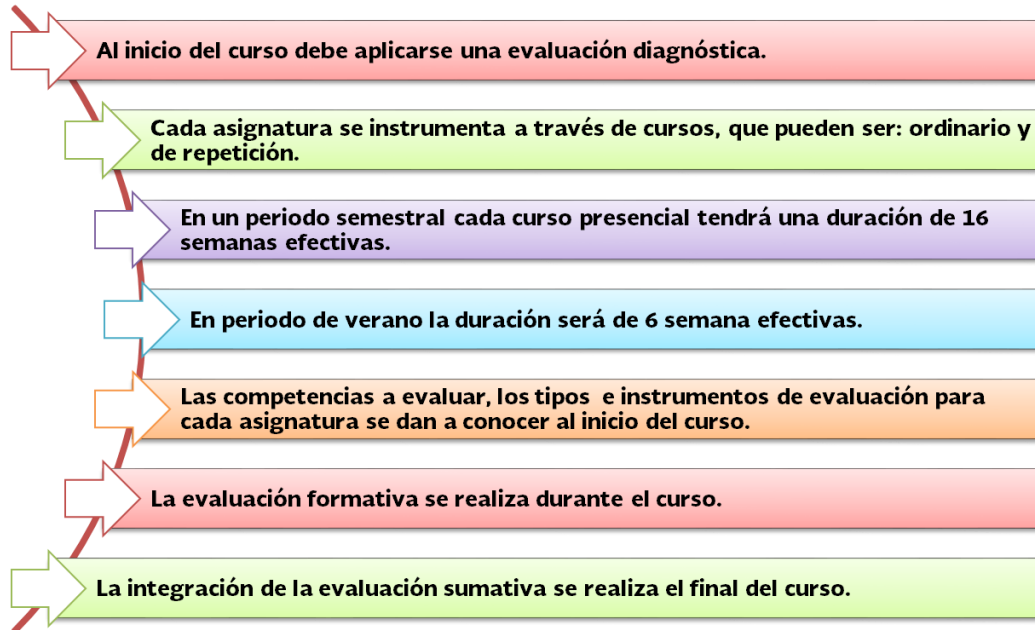 Al inicio del curso debe aplicarse una evaluación diagnóstica.
Cada asignatura se instrumenta a través de cursos, que pueden ser: ordinario y
de repetición.
En un periodo semestral cada curso presencial tendrá una duración de 16
semanas efectivas.
En periodo de verano la duración será de 6 semana efectivas.
Las competencias a evaluar, los tipos e instrumentos de evaluación para
cada asignatura se dan a conocer al inicio del curso.
La evaluación formativa se realiza durante el curso.
La integración de la evaluación sumativa se realiza el final del curso.